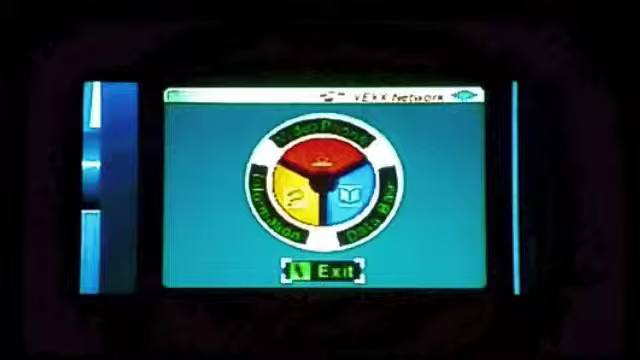 VEXX Network
Video Phone
Information
Data Base
Exit